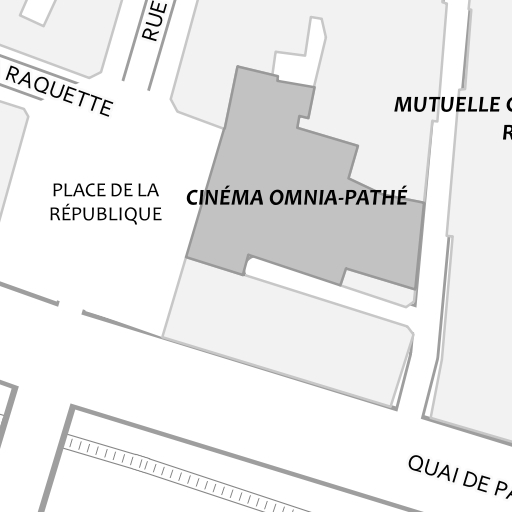 RUE
RAQUETTE
MUTUELLE
PLACE DE LA
RÉPUBLIQUE
CINÉMA OMNIA-PATHÉ
QUAI DE